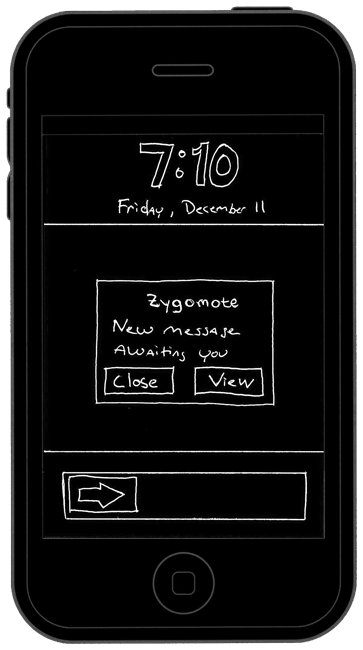 7:10
Friday, December 11
Zygomote
New message
Awaiting you
Close View